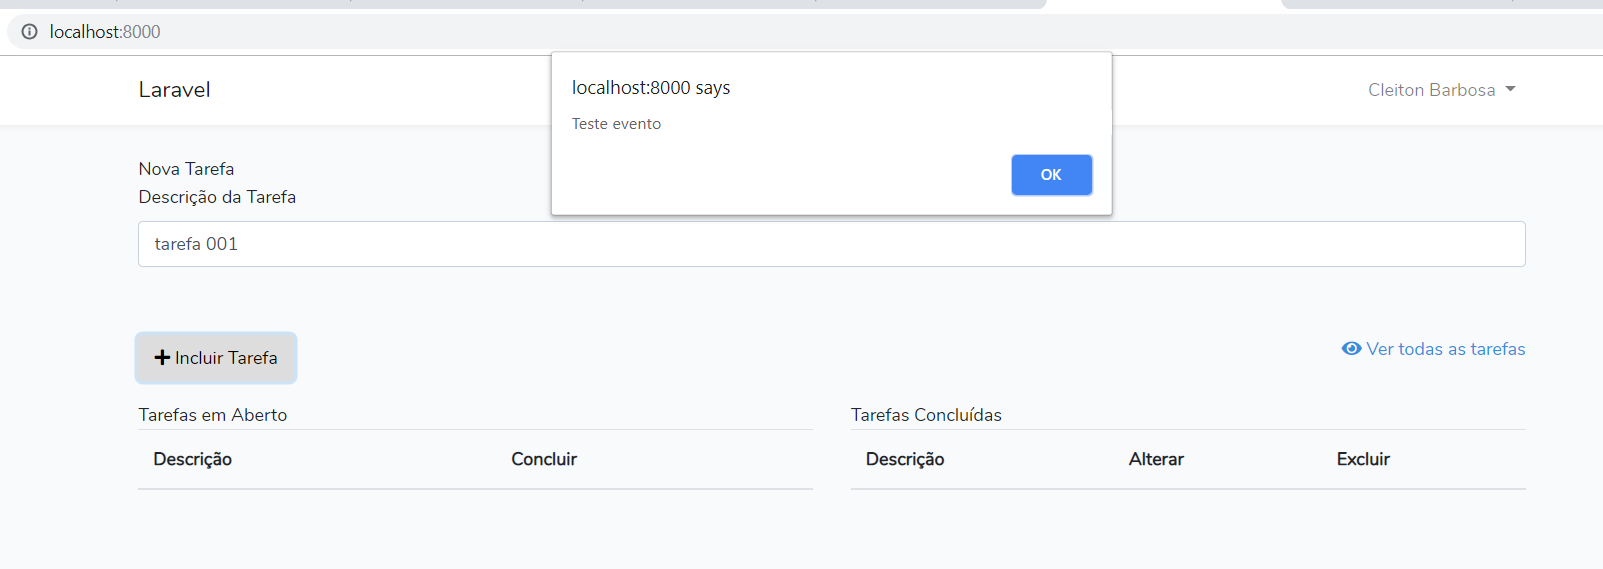 localhost:8000
localhost:8000 says
Teste evento
OK
Laravel
Cleiton Barbosa
Nova Tarefa
Descrição da Tarefa
tarefa 001
Incluir Tarefa
Ver todas as tarefas
Tarefas em Aberto
Descrição Concluir
Tarefas Concluídas
Descrição Alterar Excluir